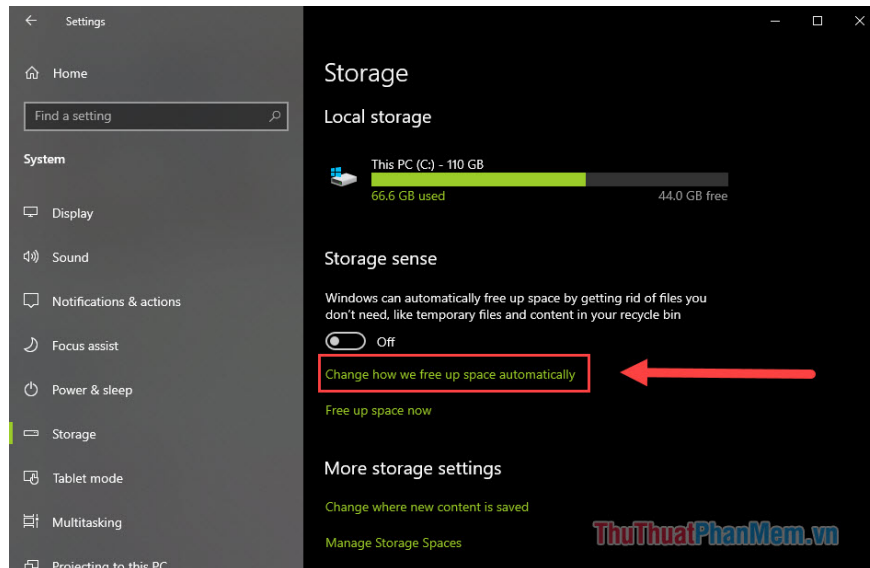 Settings
Home
Find a setting
System
Display
Sound
Notifications & actions
Focus assist
Power & sleep
Storage
Tablet mode
Multitasking
Projecting to this PC
Storage
Local storage
This PC (C:) - 110 GB
66.6 GB used
44.0 GB free
Storage sense
Windows can automatically free up space by getting rid of files you
don't need, like temporary files and content in your recycle bin
Off
Change how we free up space automatically
Free up space now
More storage settings
Change where new content is saved
Manage Storage Spaces
ThuThuatPhanMem.vn